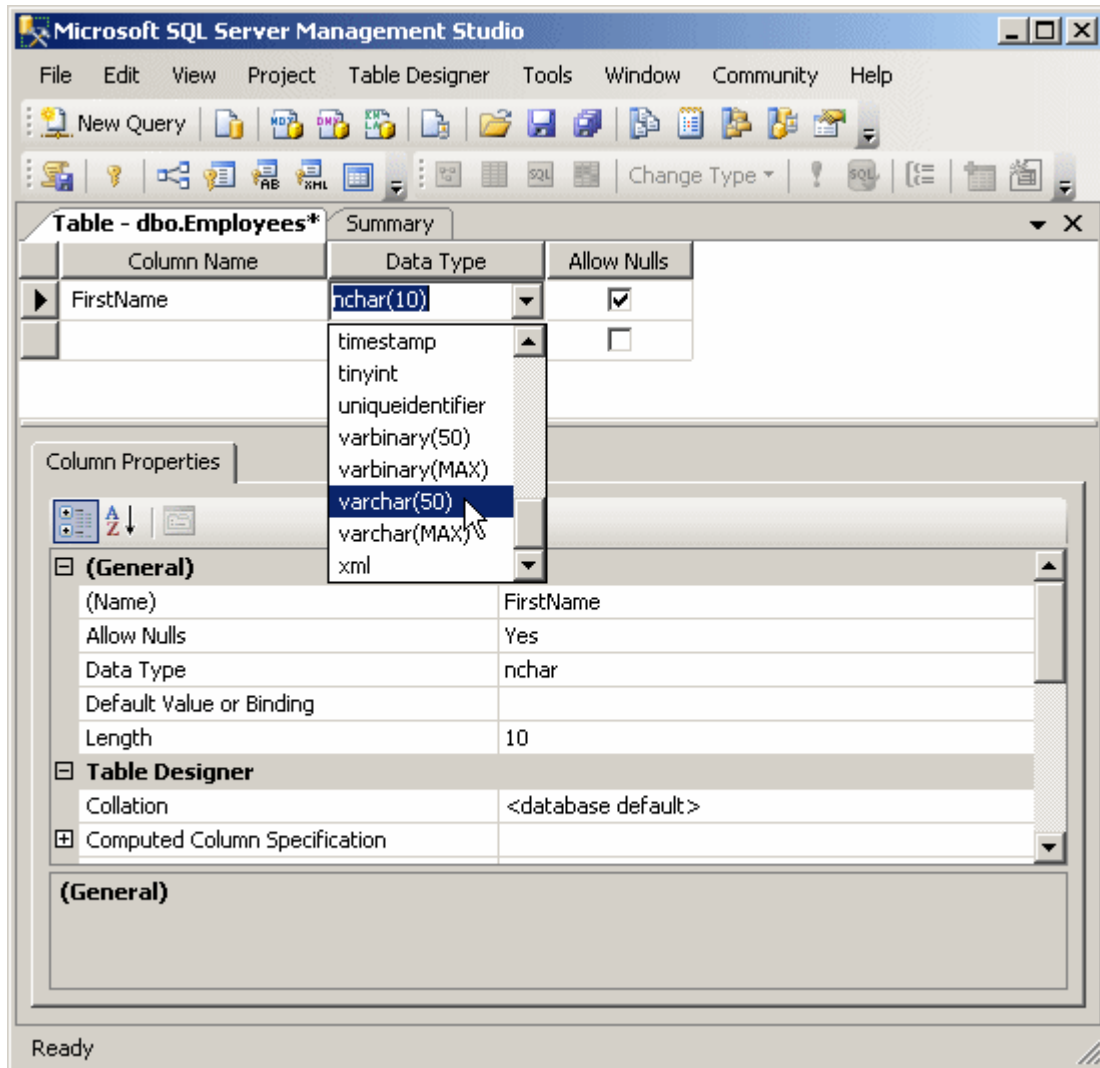 Microsoft SQL Server Management Studio
File Edit View Project Table Designer Tools Window Community Help
New Query
Change Type
Table - dbo.Employees* Summary
Column Name Data Type Allow Nulls
FirstName nchar(10)
timestamp
tinyint
uniqueidentifier
varbinary(50)
varbinary(MAX)
varchar(50)
varchar(MAX)
xml
Column Properties
(General)
(Name) FirstName
Allow Nulls Yes
Data Type nchar
Default Value or Binding
Length 10
Table Designer
Collation <database default>
Computed Column Specification
(General)
Ready